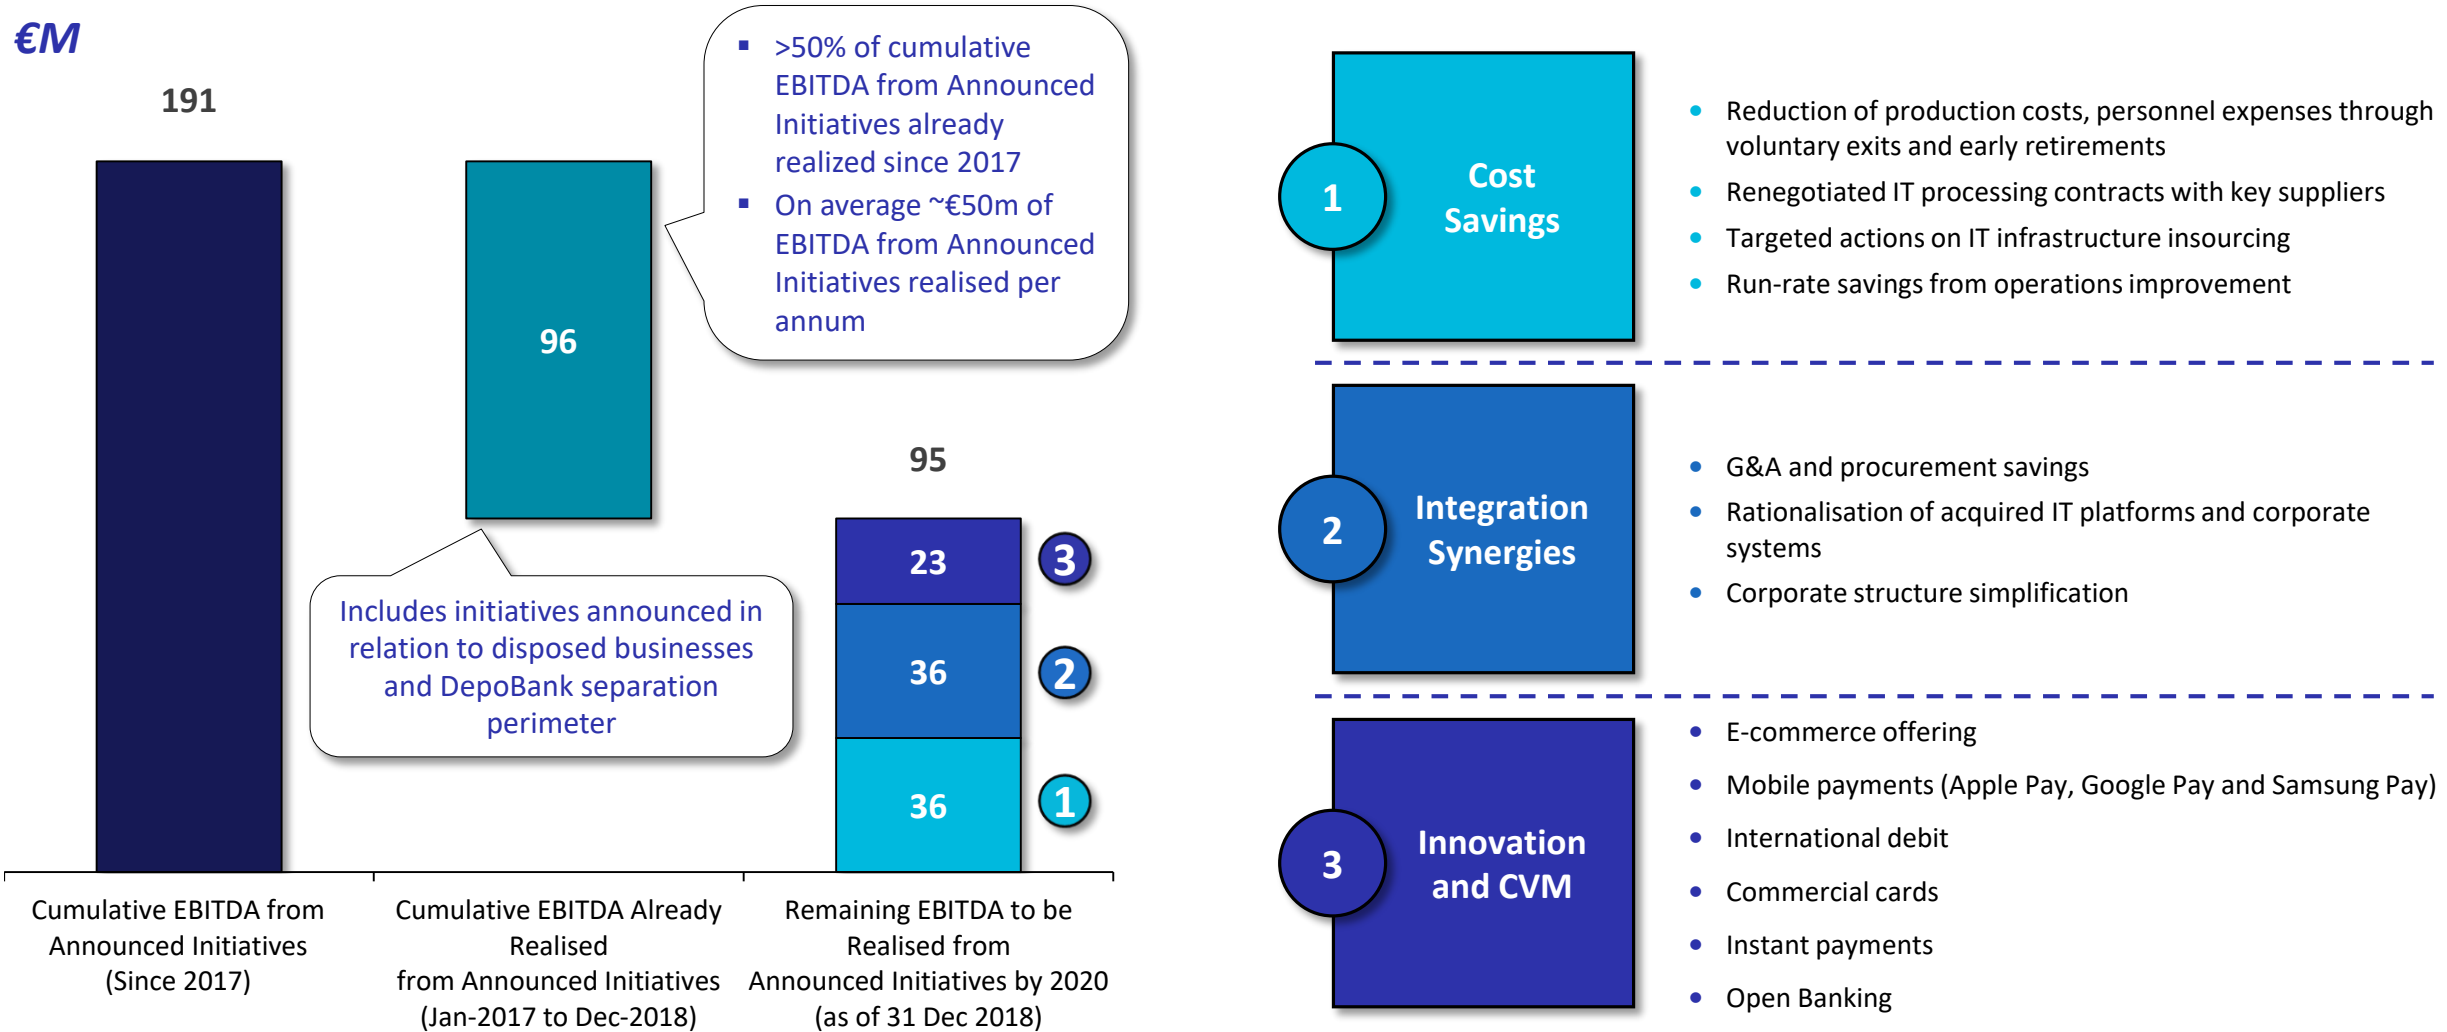 €M
191
96
▪ >50% of cumulative
EBITDA from Announced
Initiatives already
realized since 2017
▪ On average ~€50m of
EBITDA from Announced
Initiatives realised per
annum
Includes initiatives announced in
relation to disposed businesses
and DepoBank separation
perimeter
95
23
3
36
2
36
1
Cumulative EBITDA from
Announced Initiatives
(Since 2017)
Cumulative EBITDA Already
Realised
from Announced Initiatives
(Jan-2017 to Dec-2018)
Remaining EBITDA to be
Realised from
Announced Initiatives by 2020
(as of 31 Dec 2018)
1
Cost
Savings
• Reduction of production costs, personnel expenses through
voluntary exits and early retirements
• Renegotiated IT processing contracts with key suppliers
• Targeted actions on IT infrastructure insourcing
• Run-rate savings from operations improvement
2
Integration
Synergies
• G&A and procurement savings
• Rationalisation of acquired IT platforms and corporate
systems
• Corporate structure simplification
3
Innovation
and CVM
• E-commerce offering
• Mobile payments (Apple Pay, Google Pay and Samsung Pay)
• International debit
• Commercial cards
• Instant payments
• Open Banking